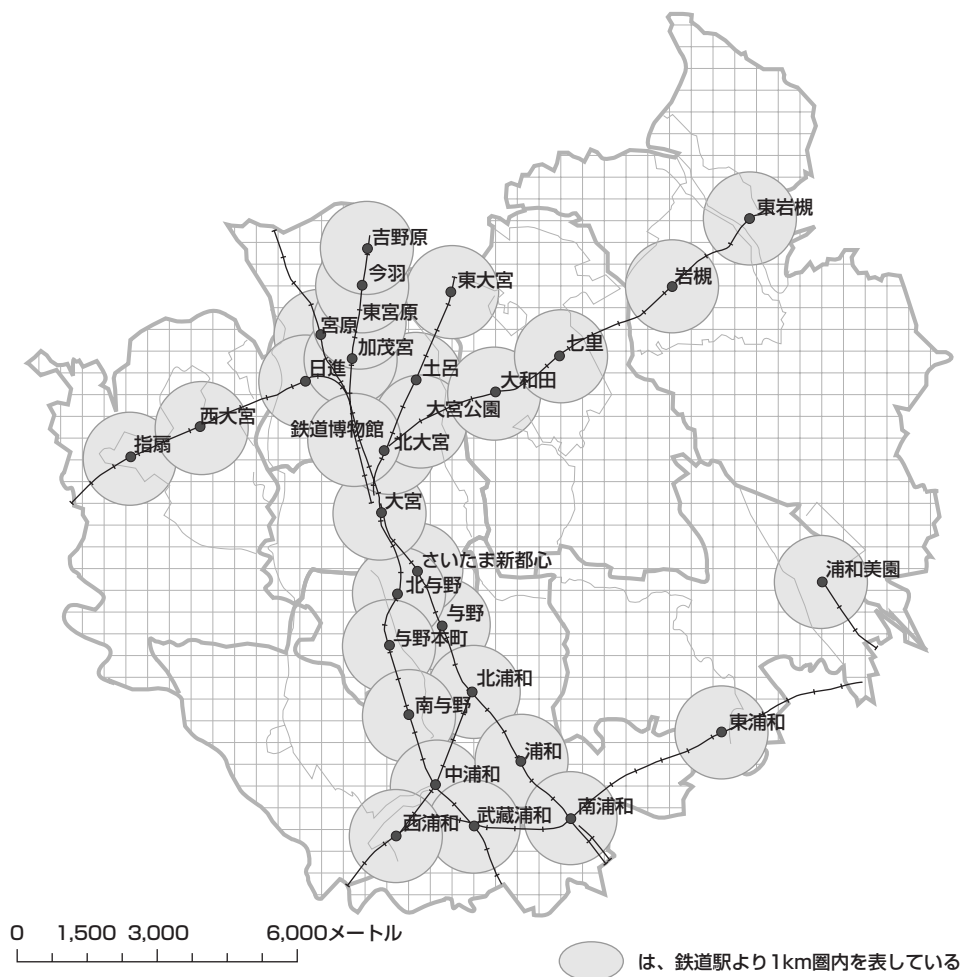 東岩槻
吉野原
今羽
東大宮
岩槻
東宮原
宮原
加茂宮
七里
日進
土呂
大和田
西大宮
大宮公園
鉄道博物館
北大宮
指扇
大宮
さいたま新都心
浦和美園
北与野
与野
与野本町
北浦和
南与野
東浦和
浦和
中浦和
南浦和
武蔵浦和
西浦和
0 1,500 3,000 6,000メートル
は、鉄道駅より1km圏内を表している